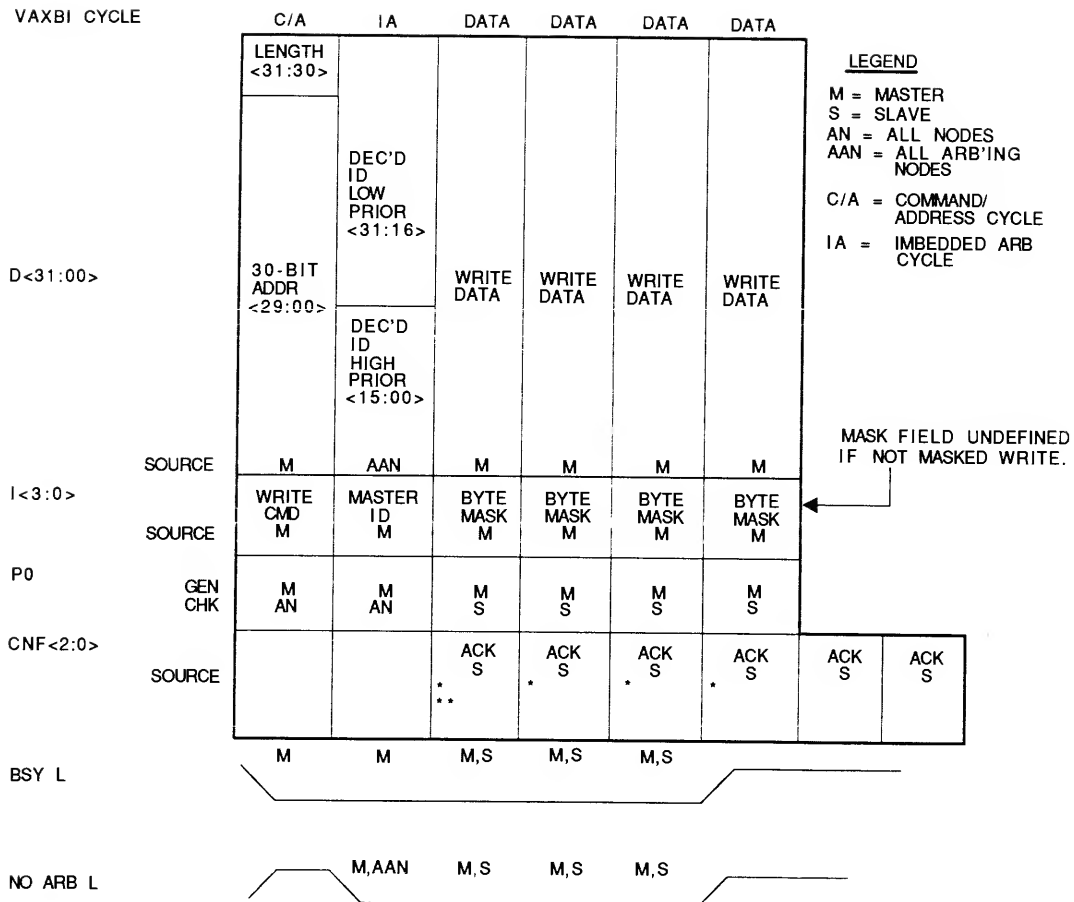 VAXBI CYCLE C/A IA DATA DATA DATA DATA
LENGTH
<31:30>
LEGEND
M = MASTER
S = SLAVE
AN = ALL NODES
AAN = ALL ARB'ING
NODES
C/A = COMMAND/
ADDRESS CYCLE
IA = IMBEDDED ARB
CYCLE
DEC'D
ID
LOW
PRIOR
<31:16>
D<31:00>
30-BIT
ADDR
<29:00>
WRITE
DATA
WRITE
DATA
WRITE
DATA
WRITE
DATA
DEC'D
ID
HIGH
PRIOR
<15:00>
MASK FIELD UNDEFINED
IF NOT MASKED WRITE.
SOURCE M AAN M M M M
I<3:0>
WRITE MASTER BYTE BYTE BYTE BYTE
CMD ID MASK MASK MASK MASK
SOURCE M M M M M M
P0
GEN M M M M M M
CHK AN AN S S S S
CNF<2:0>
ACK ACK ACK ACK ACK ACK
SOURCE S S S S S S
* * * *
**
M M M,S M,S M,S
BSY L
M,AAN M,S M,S M,S
NO ARB L